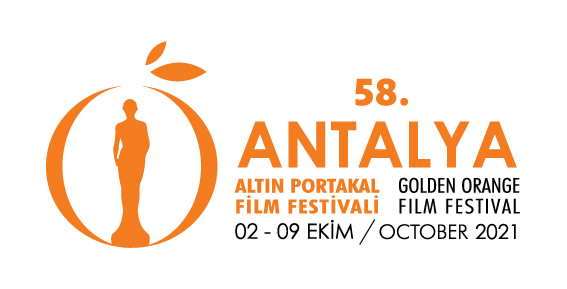 58.
ANTALYA
ALTIN PORTAKAL GOLDEN ORANGE
FİLM FESTİVALİ FILM FESTIVAL
02 - 09 EKİM / OCTOBER 2021